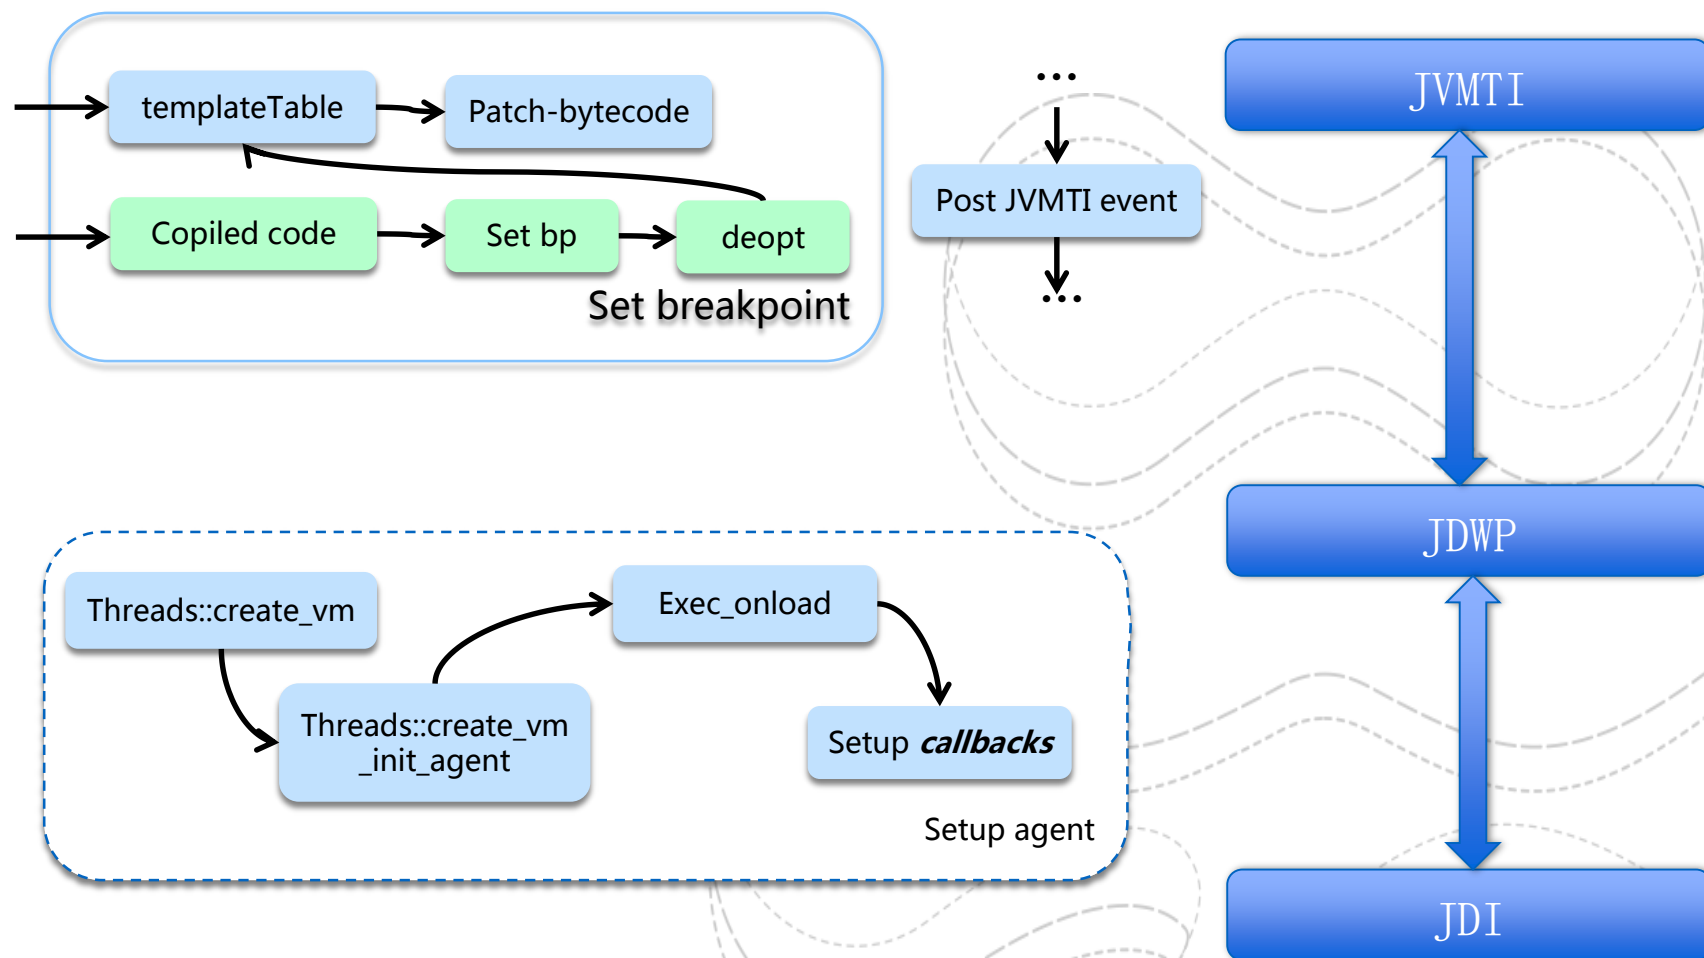 templateTable
Patch-bytecode
Copiled code
Set bp
deopt
Set breakpoint
...
Post JVMTI event
...
JVMTI
JDWP
JDI
Threads::create_vm
Threads::create_vm
_init_agent
Exec_onload
Setup callbacks
Setup agent